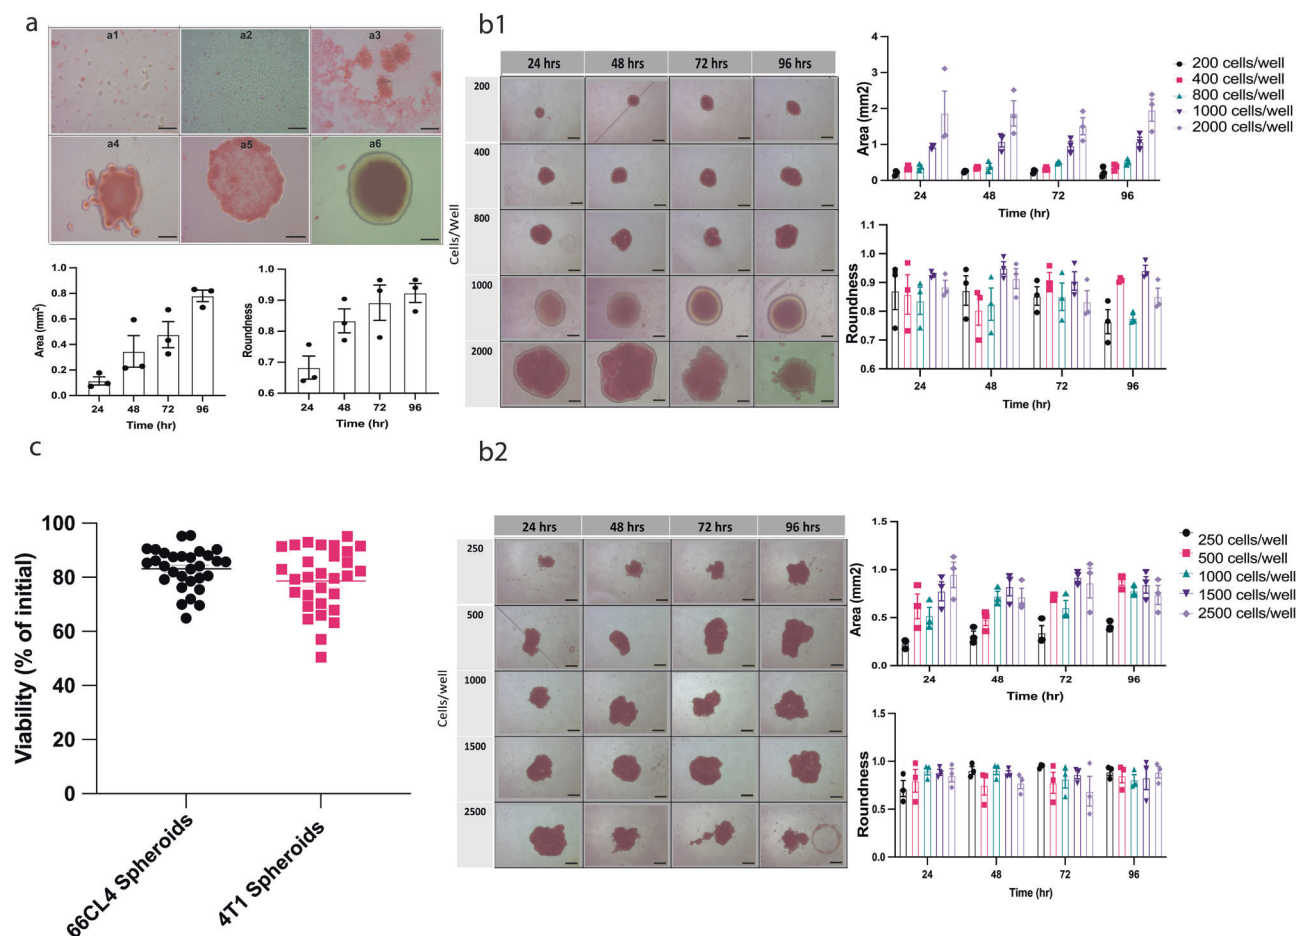 a
a1 a2 a3
a4 a5 a6
1.0
0.8
0.6
0.4
0.2
0.0
Area (mm²)
24 48 72 96
Time (hr)
1.0
0.9
0.8
0.7
0.6
Roundness
24 48 72 96
Time (hr)
b1
24 hrs 48 hrs 72 hrs 96 hrs
Cells/Well
200
400
800
1000
2000
4
3
2
1
0
Area (mm2)
24 48 72 96
Time (hr)
200 cells/well
400 cells/well
800 cells/well
1000 cells/well
2000 cells/well
1.1
1.0
0.9
0.8
0.7
0.6
Roundness
24 48 72 96
Time (hr)
c
100
80
60
40
20
0
Viability (% of initial)
66CL4 Spheroids
4T1 Spheroids
b2
24 hrs 48 hrs 72 hrs 96 hrs
Cells/well
250
500
1000
1500
2500
1.5
1.0
0.5
0.0
Area (mm2)
24 48 72 96
Time (hr)
250 cells/well
500 cells/well
1000 cells/well
1500 cells/well
2500 cells/well
1.5
1.0
0.5
0.0
Roundness
24 48 72 96
Time (hr)